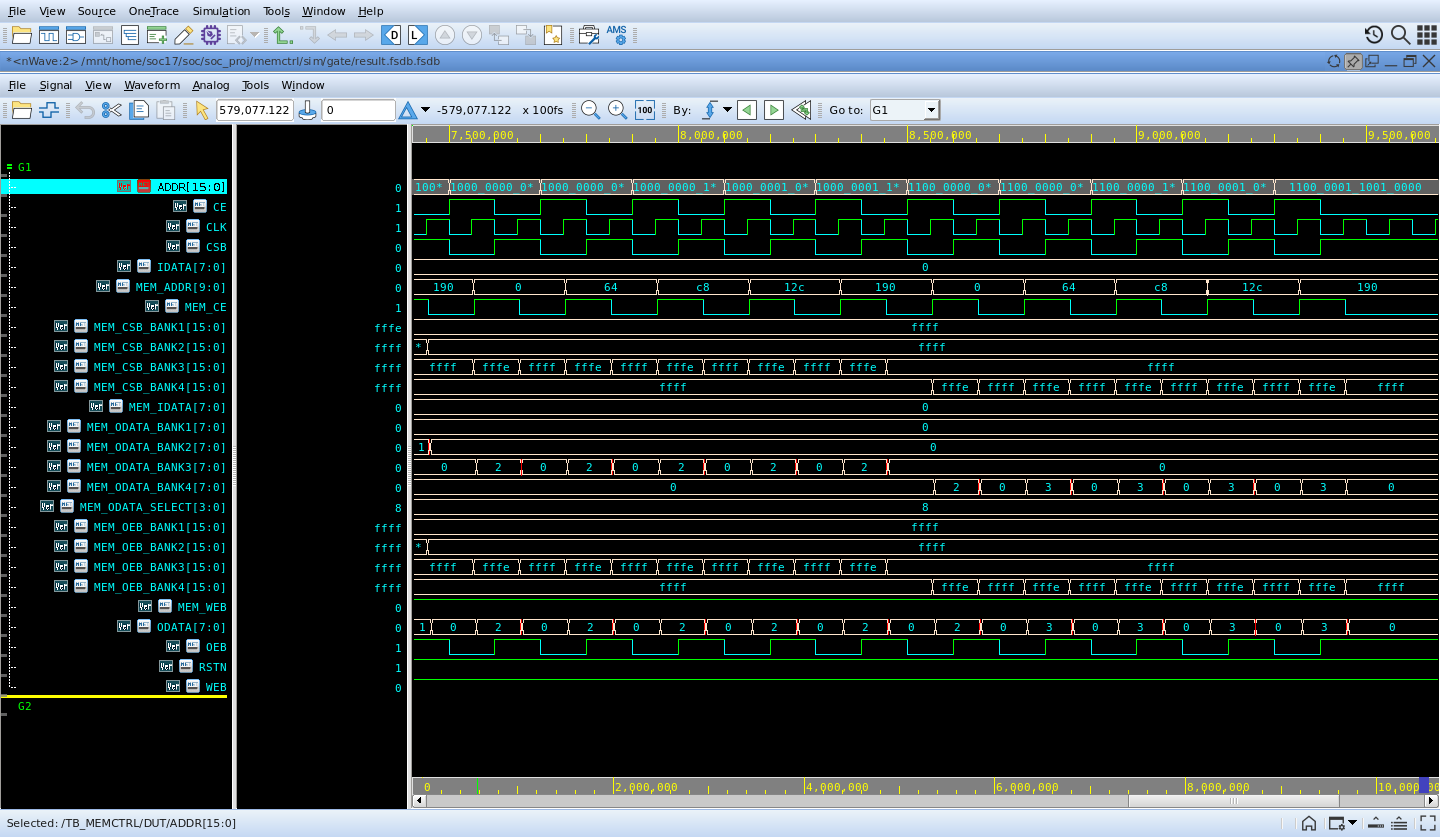 File View Source OneTrace Simulation Tools Window Help
D L AMS
*<nWave:2> /mnt/home/soc17/soc/soc_proj/memctrl/sim/gate/result.fsdb.fsdb
File Signal View Waveform Analog Tools Window
579,077.122 0 -579,077.122 x 100fs 100 By: Go to: G1
7,500,000 8,000,000 8,500,000 9,000,000 9,500,000
G1
ADDR[15:0] 0 100* 1000 0000 0* 1000 0000 0* 1000 0000 1* 1000 0001 0* 1000 0001 1* 1100 0000 0* 1100 0000 0* 1100 0000 1* 1100 0001 0* 1100 0001 1001 0000
CE 1
CLK 1
CSB 0
IDATA[7:0] 0 0
MEM_ADDR[9:0] 0 190 0 64 c8 12c 190 0 64 c8 12c 190
MEM_CE 1
MEM_CSB_BANK1[15:0] fffe ffff
MEM_CSB_BANK2[15:0] ffff * ffff
MEM_CSB_BANK3[15:0] ffff ffff fffe ffff fffe ffff fffe ffff fffe ffff fffe ffff
MEM_CSB_BANK4[15:0] ffff ffff fffe ffff fffe ffff fffe ffff fffe ffff fffe ffff
MEM_IDATA[7:0] 0 0
MEM_ODATA_BANK1[7:0] 0 0
MEM_ODATA_BANK2[7:0] 0 1 0
MEM_ODATA_BANK3[7:0] 0 0 2 0 2 0 2 0 2 0 2 0
MEM_ODATA_BANK4[7:0] 0 0 2 0 3 0 3 0 3 0 3 0
MEM_ODATA_SELECT[3:0] 8 8
MEM_OEB_BANK1[15:0] ffff ffff
MEM_OEB_BANK2[15:0] ffff * ffff
MEM_OEB_BANK3[15:0] ffff ffff fffe ffff fffe ffff fffe ffff fffe ffff fffe ffff
MEM_OEB_BANK4[15:0] ffff ffff fffe ffff fffe ffff fffe ffff fffe ffff fffe ffff
MEM_WEB 0
ODATA[7:0] 0 1 0 2 0 2 0 2 0 2 0 2 0 2 0 3 0 3 0 3 0 3 0
OEB 1
RSTN 1
WEB 0
G2
0 2,000,000 4,000,000 6,000,000 8,000,000
Selected: /TB_MEMCTRL/DUT/ADDR[15:0]